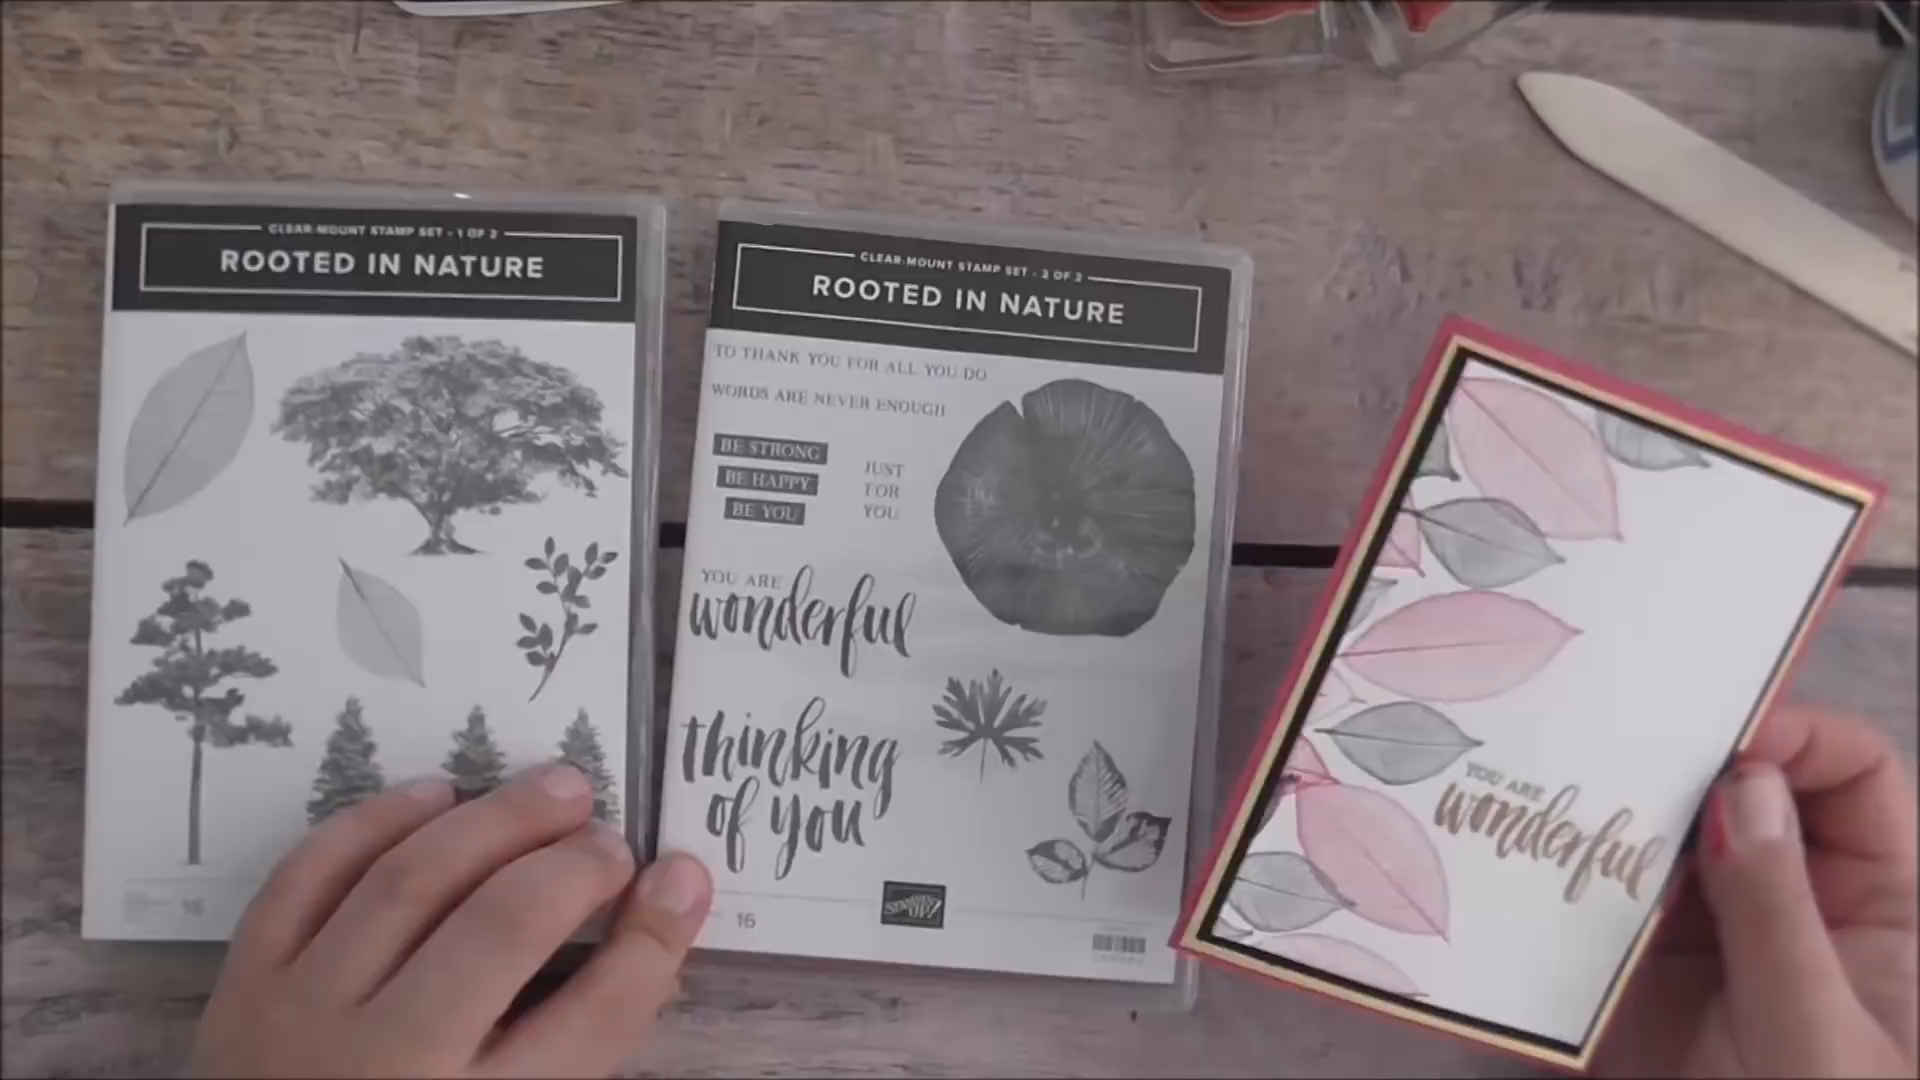 CLEAR-MOUNT STAMP SET - 1 OF 2
ROOTED IN NATURE
CLEAR-MOUNT STAMP SET - 2 OF 2
ROOTED IN NATURE
TO THANK YOU FOR ALL YOU DO
WORDS ARE NEVER ENOUGH
BE STRONG
BE HAPPY
BE YOU
JUST
FOR
YOU
YOU ARE
wonderful
thinking
of you
16
STAMPIN' UP!
16
YOU ARE
wonderful